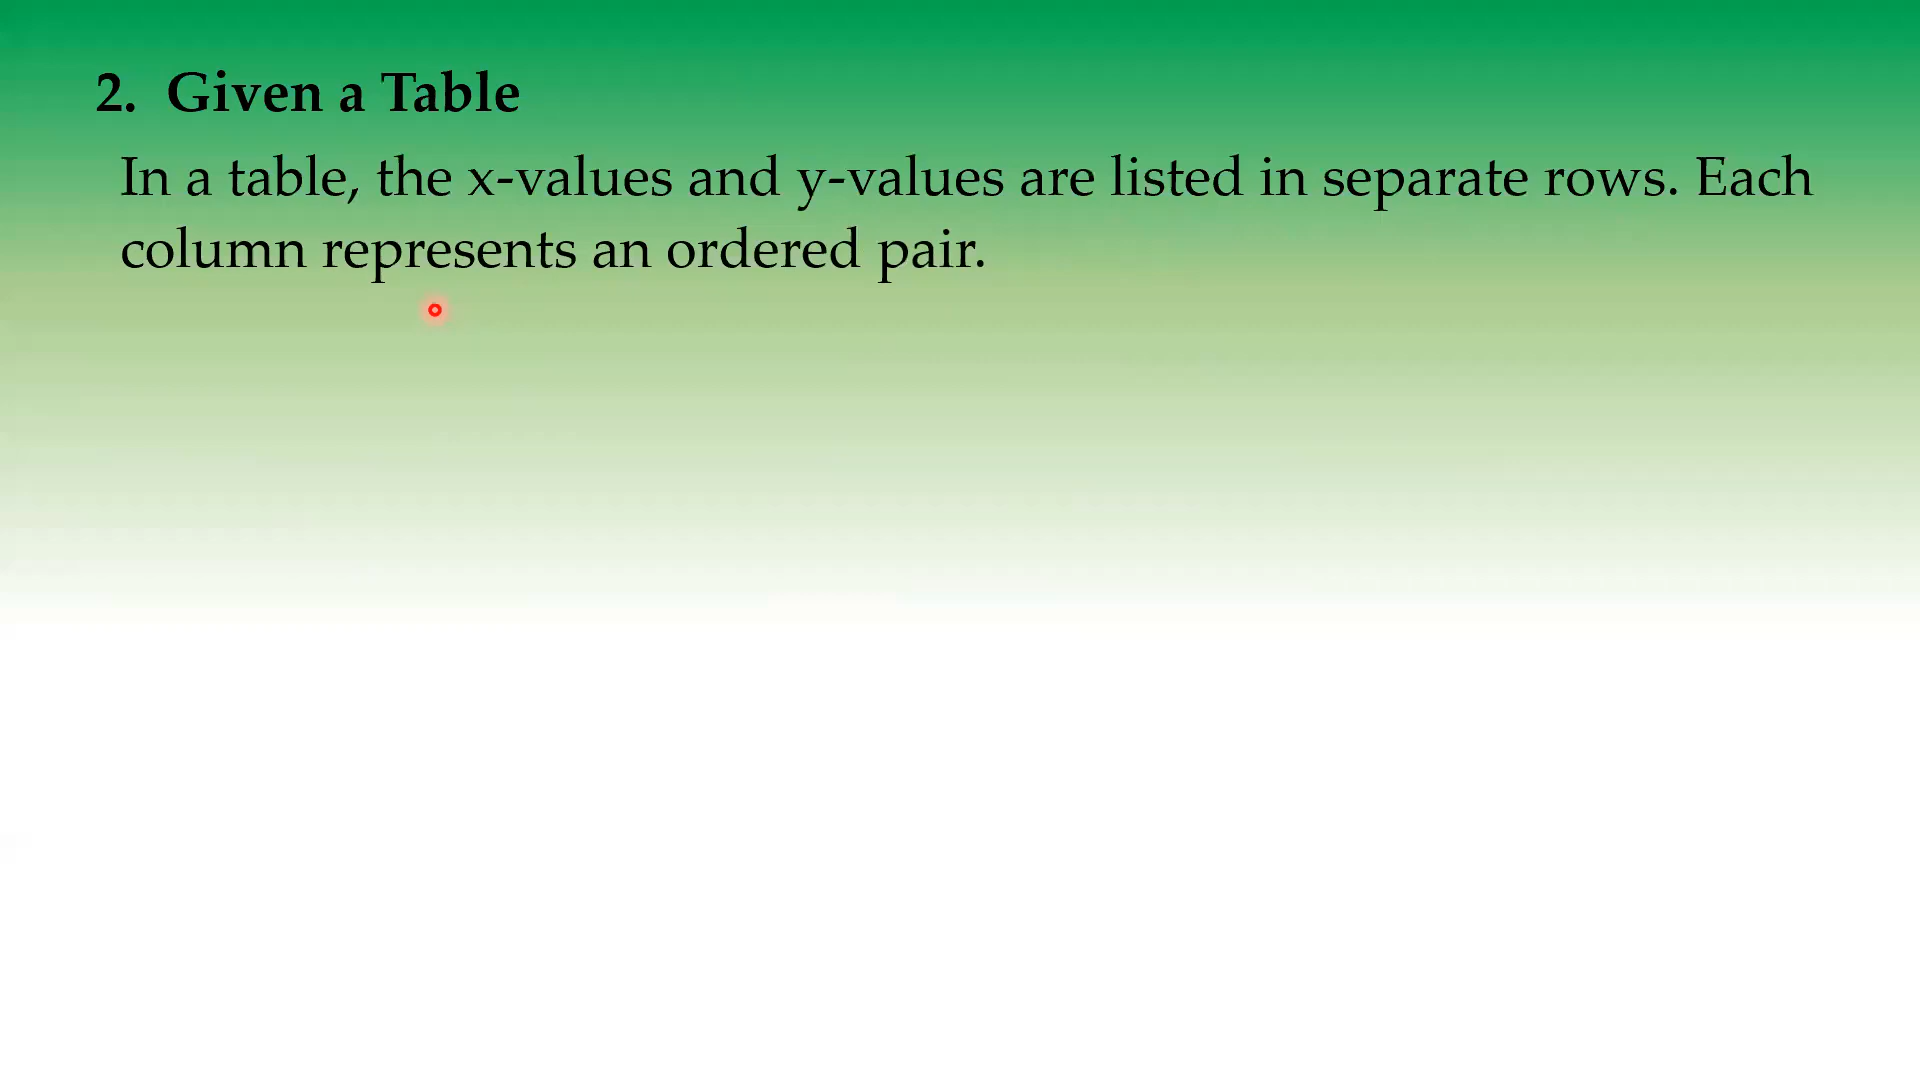 2. Given a Table
In a table, the x-values and y-values are listed in separate rows. Each
column represents an ordered pair.